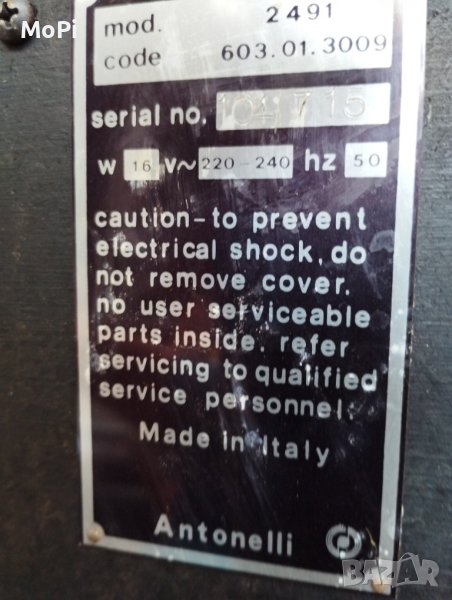 MoPi
mod. 2491
code 603.01.3009
serial no. 104715
w 16 v~ 220-240 hz 50
caution-to prevent
electrical shock, do
not remove cover.
no user serviceable
parts inside. refer
servicing to qualified
service personnel.
Made in Italy
Antonelli
BAZAR